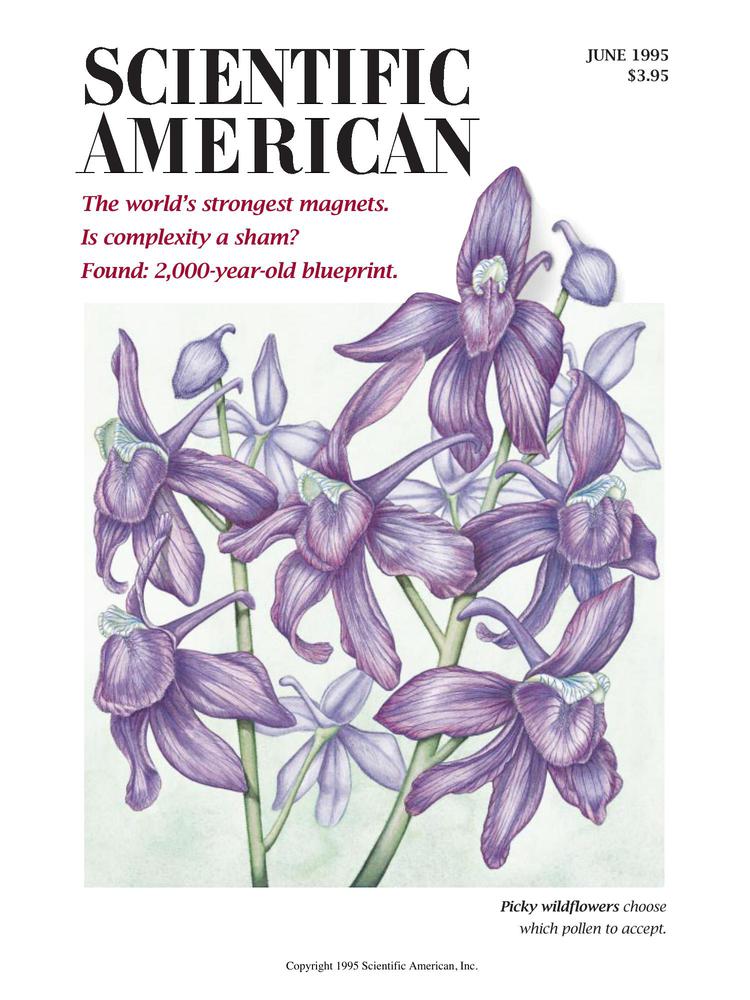 SCIENTIFIC
AMERICAN
JUNE 1995
$3.95
The world's strongest magnets.
Is complexity a sham?
Found: 2,000-year-old blueprint.
Picky wildflowers choose
which pollen to accept.
Copyright 1995 Scientific American, Inc.